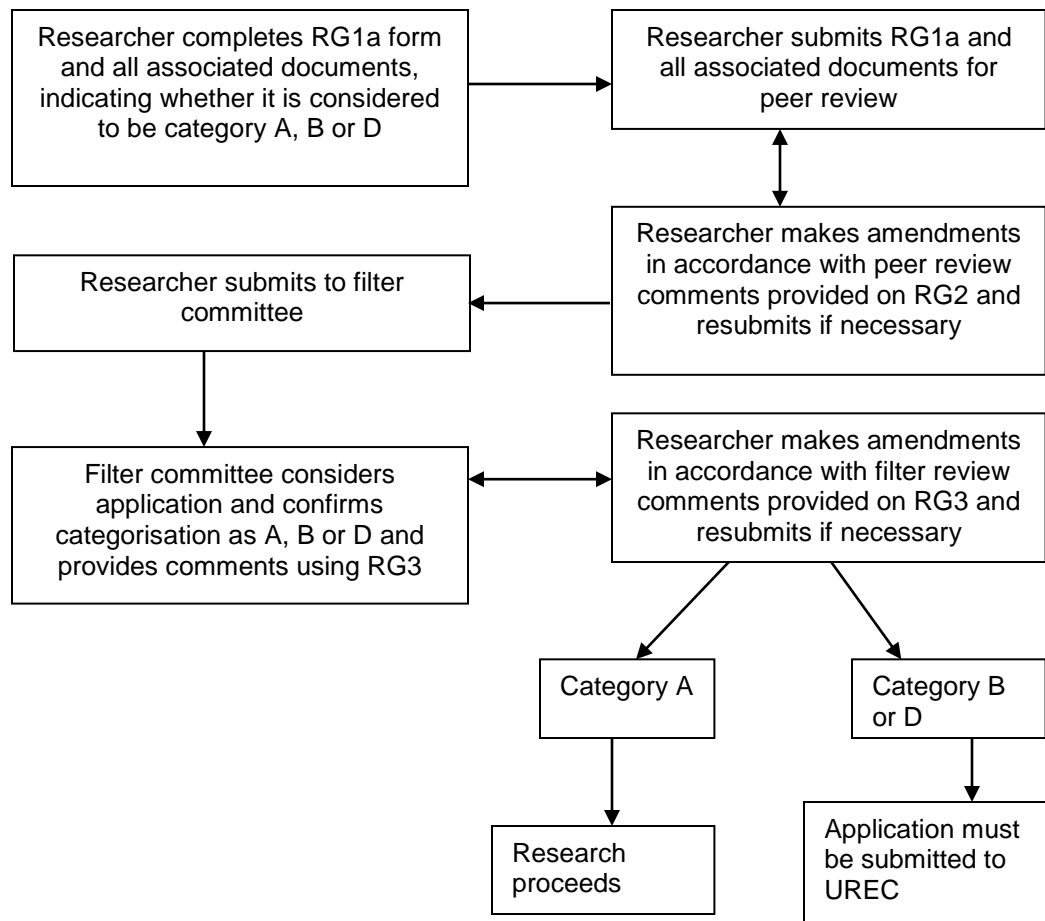 Researcher completes RG1a form
and all associated documents,
indicating whether it is considered
to be category A, B or D
Researcher submits RG1a and
all associated documents for
peer review
Researcher makes amendments
in accordance with peer review
comments provided on RG2 and
resubmits if necessary
Researcher submits to filter
committee
Filter committee considers
application and confirms
categorisation as A, B or D and
provides comments using RG3
Researcher makes amendments
in accordance with filter review
comments provided on RG3 and
resubmits if necessary
Category A
Category B
or D
Research
proceeds
Application must
be submitted to
UREC